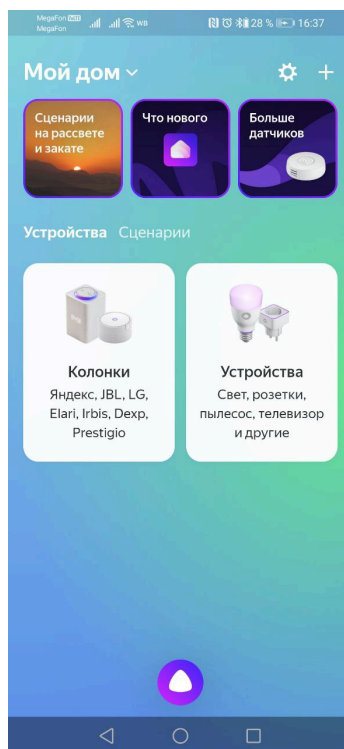 MegaFon VoLTE WB 28 % 16:37
MegaFon
Мой дом
Сценарии
на рассвете
и закате
Что нового
Больше
датчиков
Устройства Сценарии
Колонки
Яндекс, JBL, LG,
Elari, Irbis, Dexp,
Prestigio
Устройства
Свет, розетки,
пылесос, телевизор
и другие